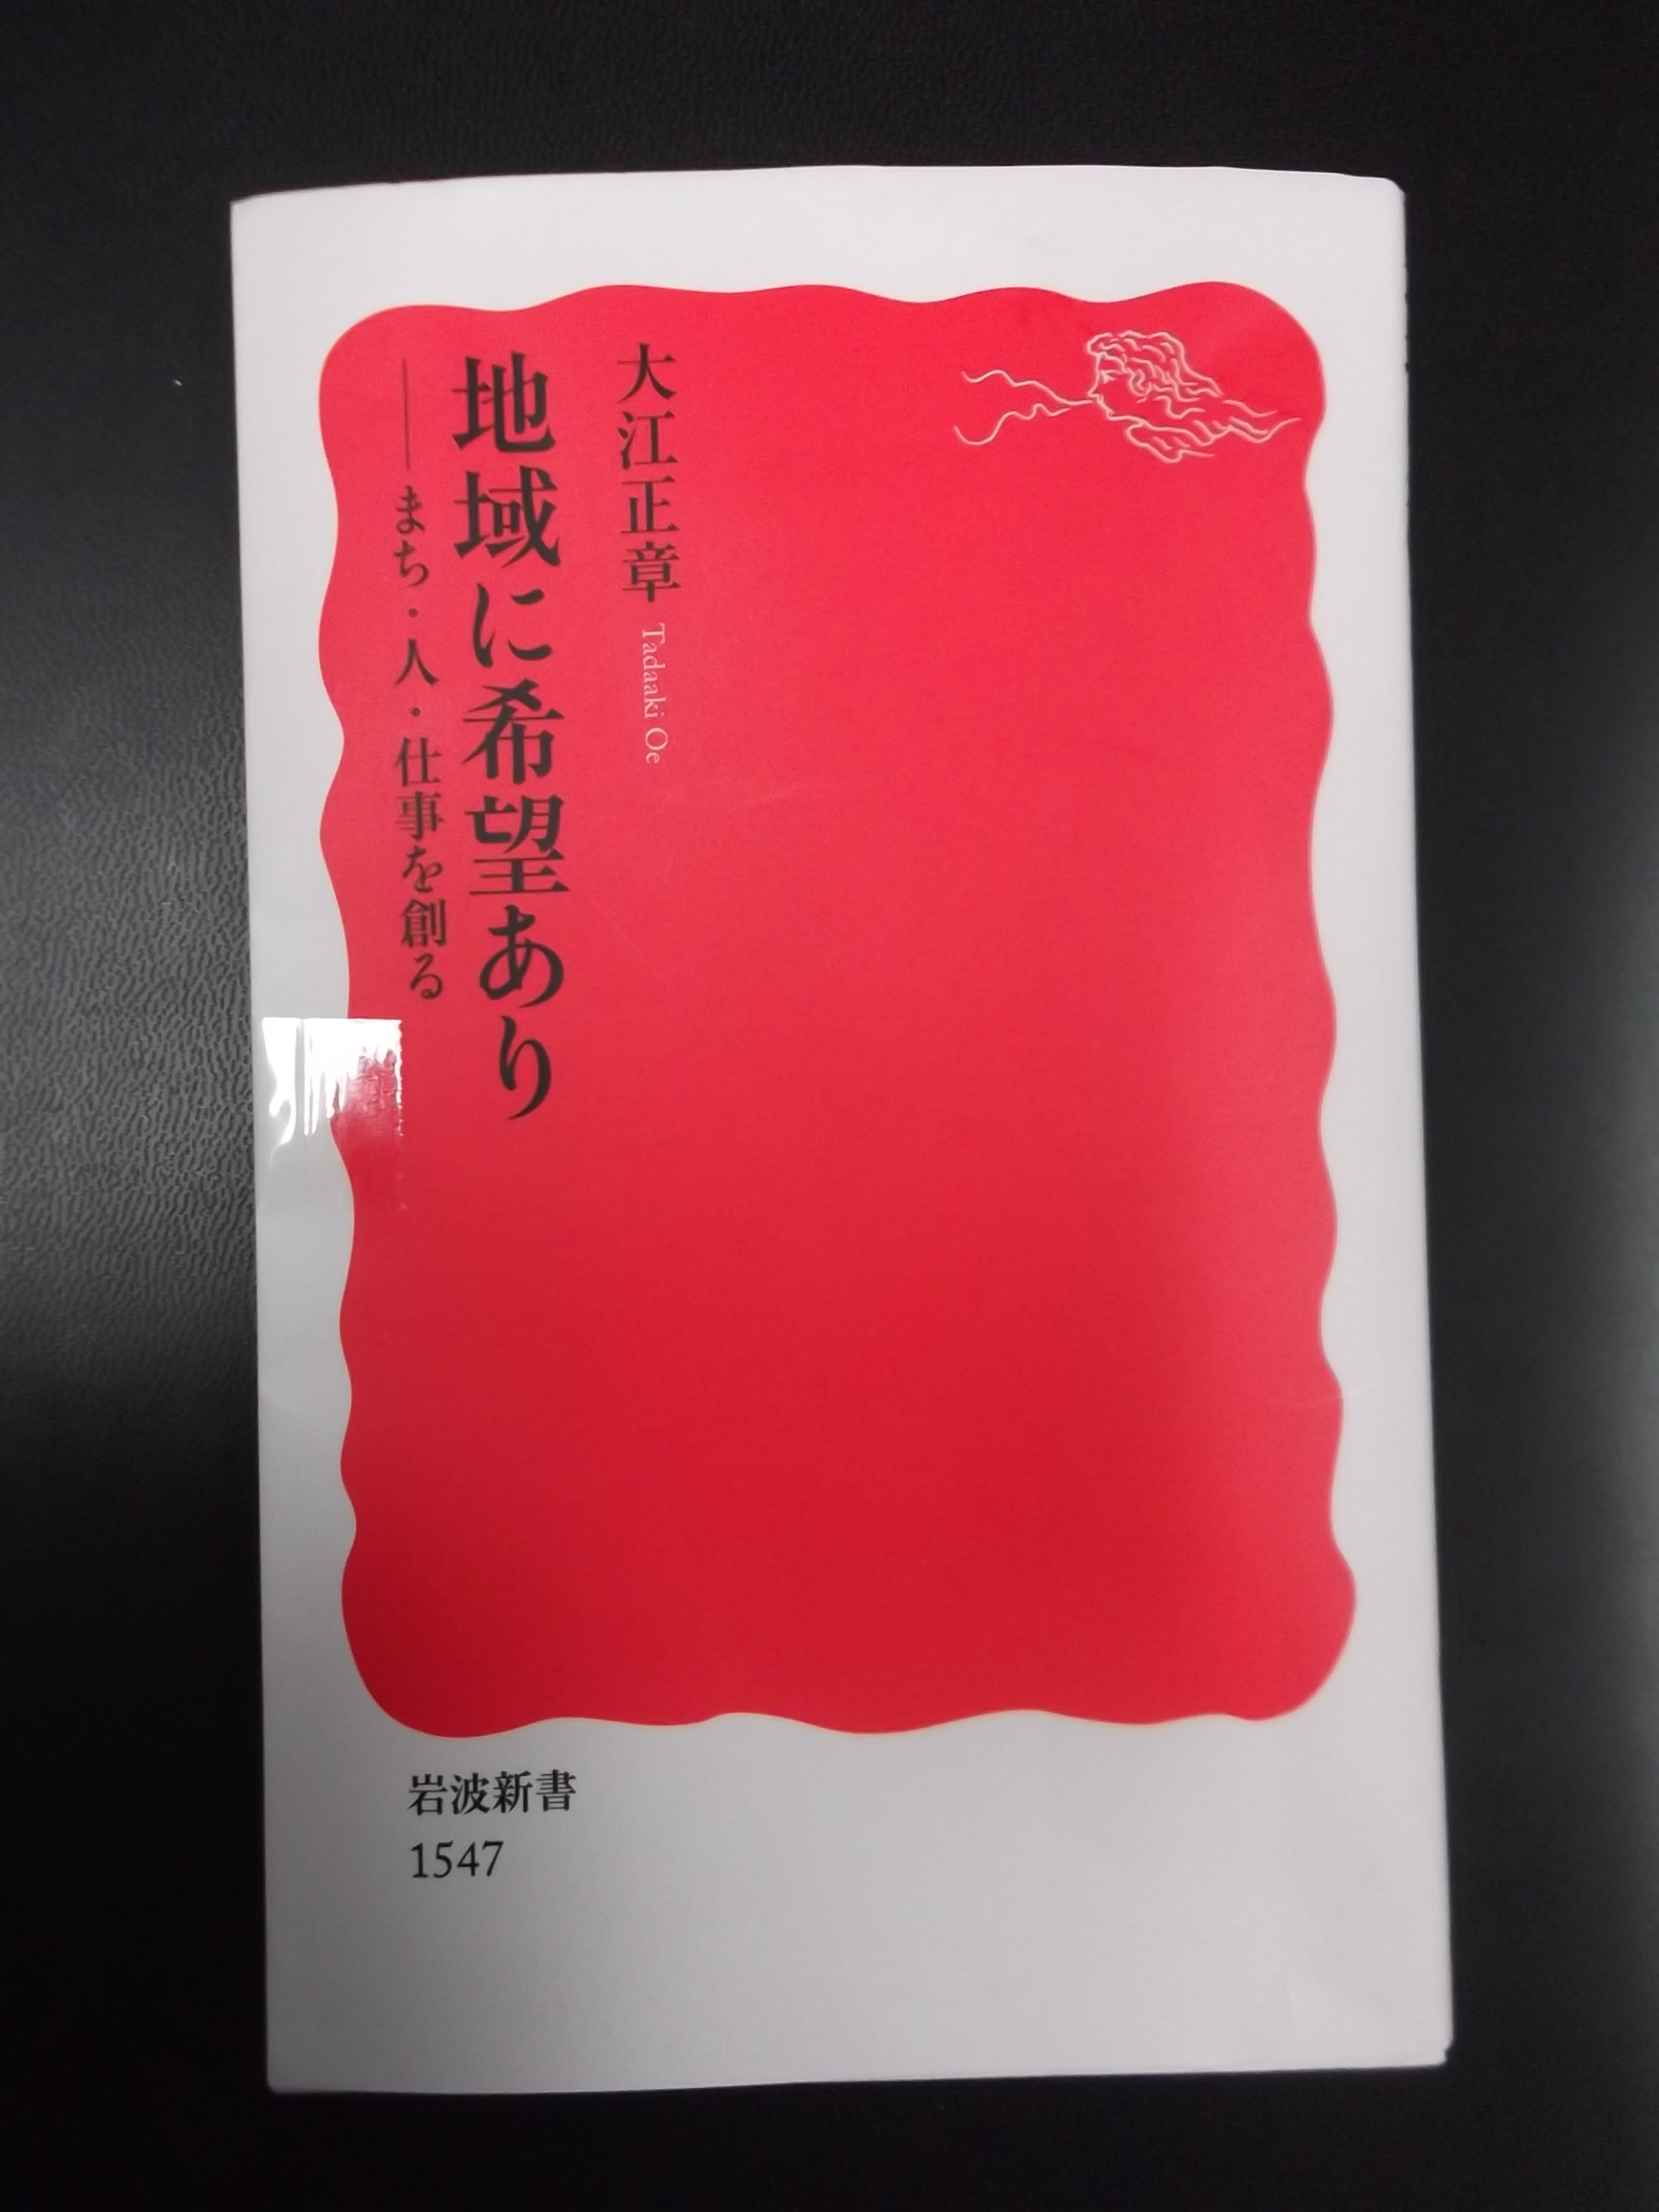 大江正章 Tadaaki Oe
地域に希望あり
――まち・人・仕事を創る
岩波新書
1547